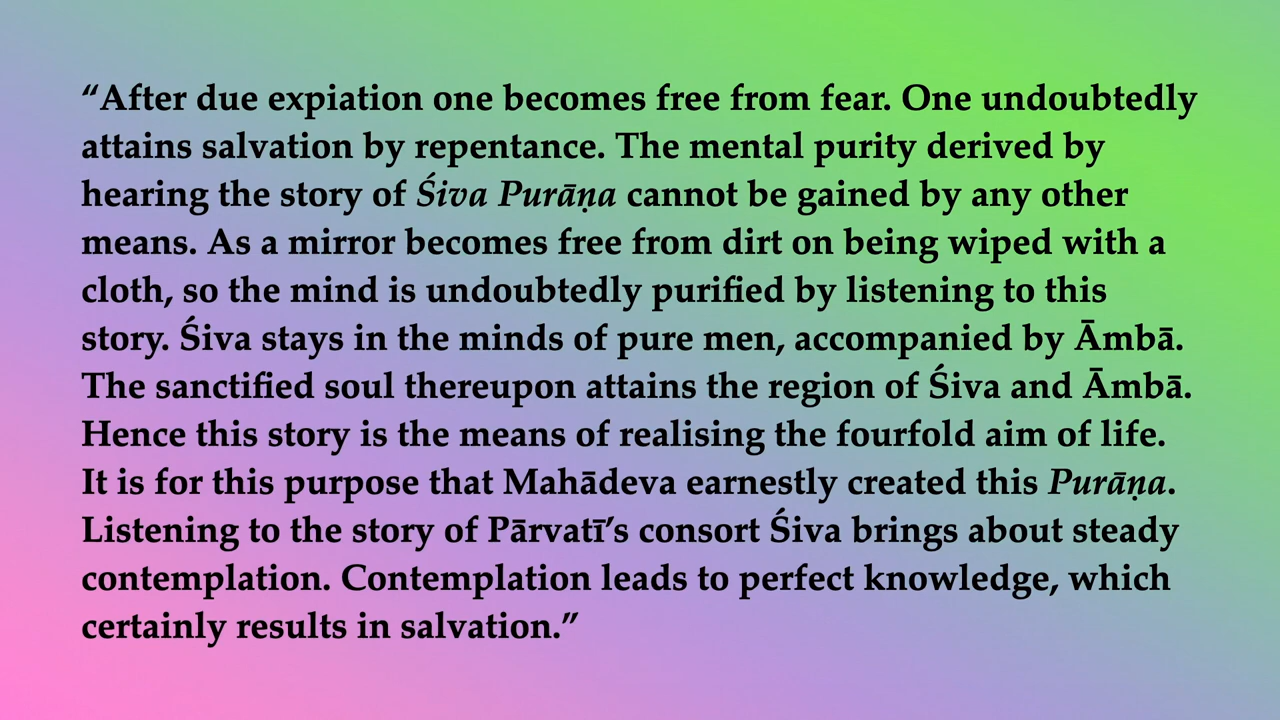 “After due expiation one becomes free from fear. One undoubtedly
attains salvation by repentance. The mental purity derived by
hearing the story of Śiva Purāṇa cannot be gained by any other
means. As a mirror becomes free from dirt on being wiped with a
cloth, so the mind is undoubtedly purified by listening to this
story. Śiva stays in the minds of pure men, accompanied by Āmbā.
The sanctified soul thereupon attains the region of Śiva and Āmbā.
Hence this story is the means of realising the fourfold aim of life.
It is for this purpose that Mahādeva earnestly created this Purāṇa.
Listening to the story of Pārvatī’s consort Śiva brings about steady
contemplation. Contemplation leads to perfect knowledge, which
certainly results in salvation.”